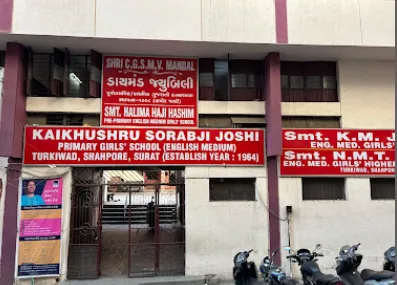 SHRI C.G.S.M.V. MANDAL
ડાયમંડ જ્યુબિલી
SMT. HALIMA HAJI HASHIM
PRE-PRIMARY ENGLISH MEDIUM GIRLS' SCHOOL
KAIKHUSHRU SORABJI JOSHI
PRIMARY GIRLS' SCHOOL (ENGLISH MEDIUM)
TURKIWAD, SHAHPORE, SURAT (ESTABLISH YEAR : 1964)
Smt. K. M. J
ENG. MED. GIRLS'
Smt. N.M.T.
ENG. MED. GIRLS' HIGHER
TURKIWAD, SHAHPOR